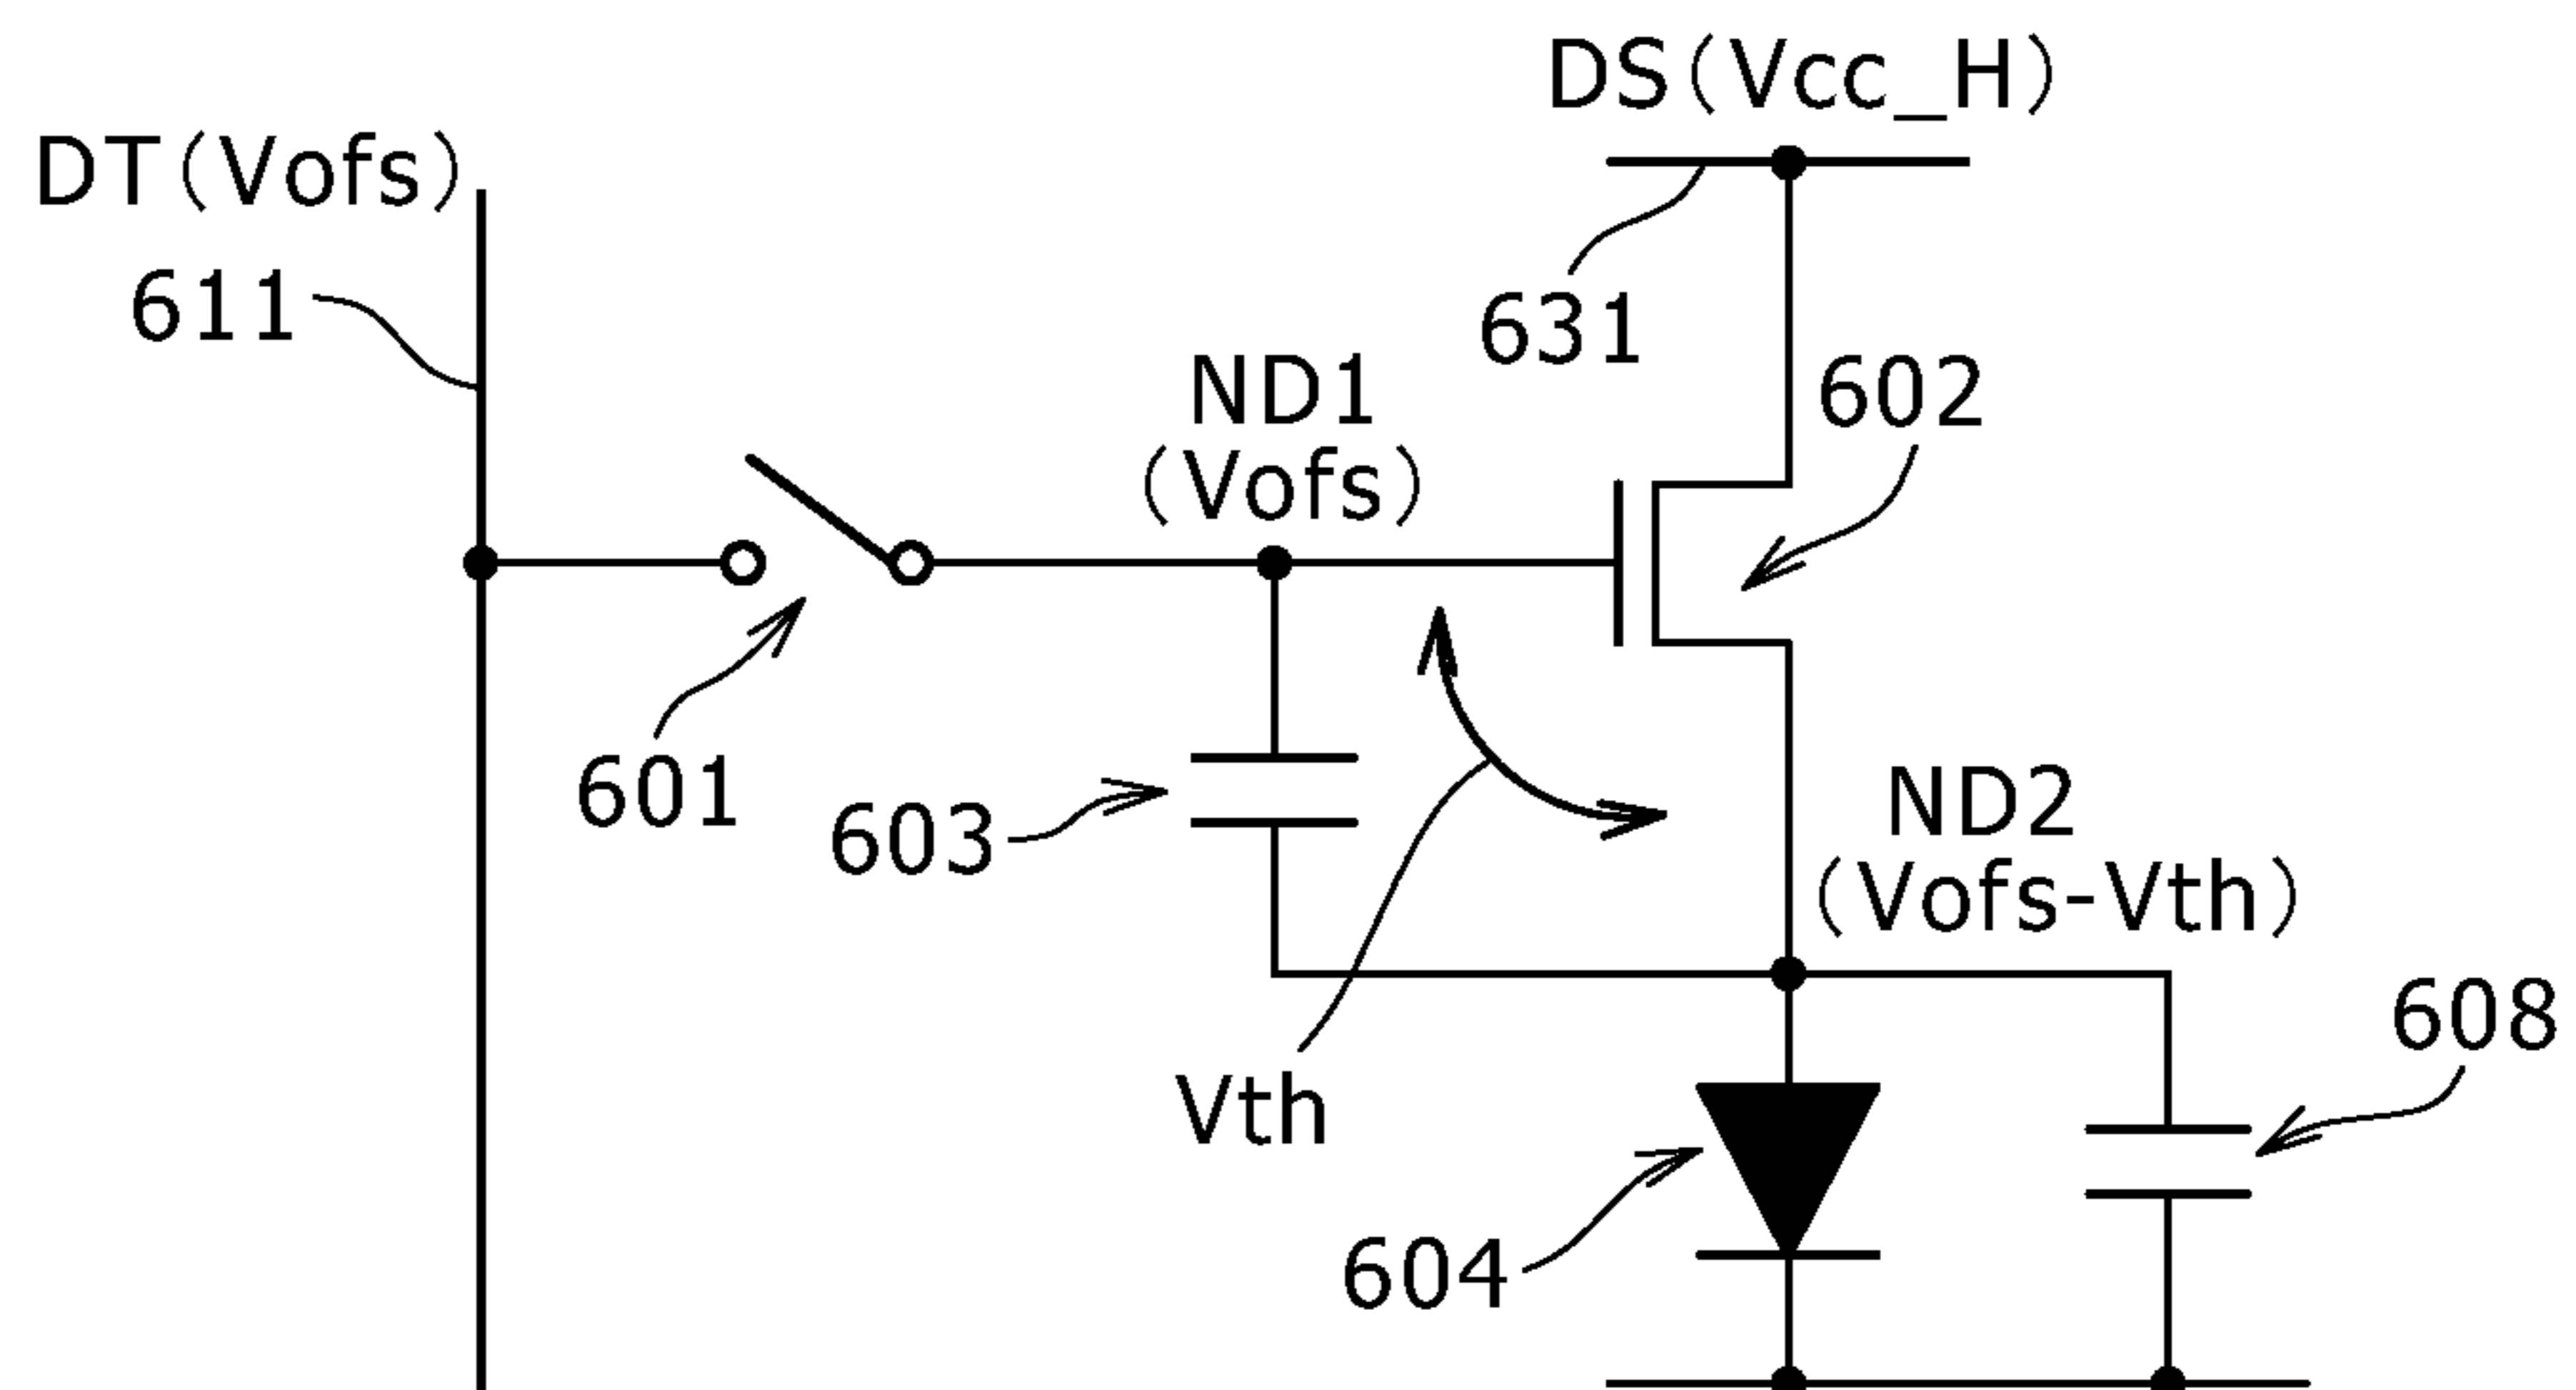 DS(Vcc_H)
DT(Vofs)
611
631
ND1
(Vofs)
602
601
603
ND2
(Vofs-Vth)
608
Vth
604